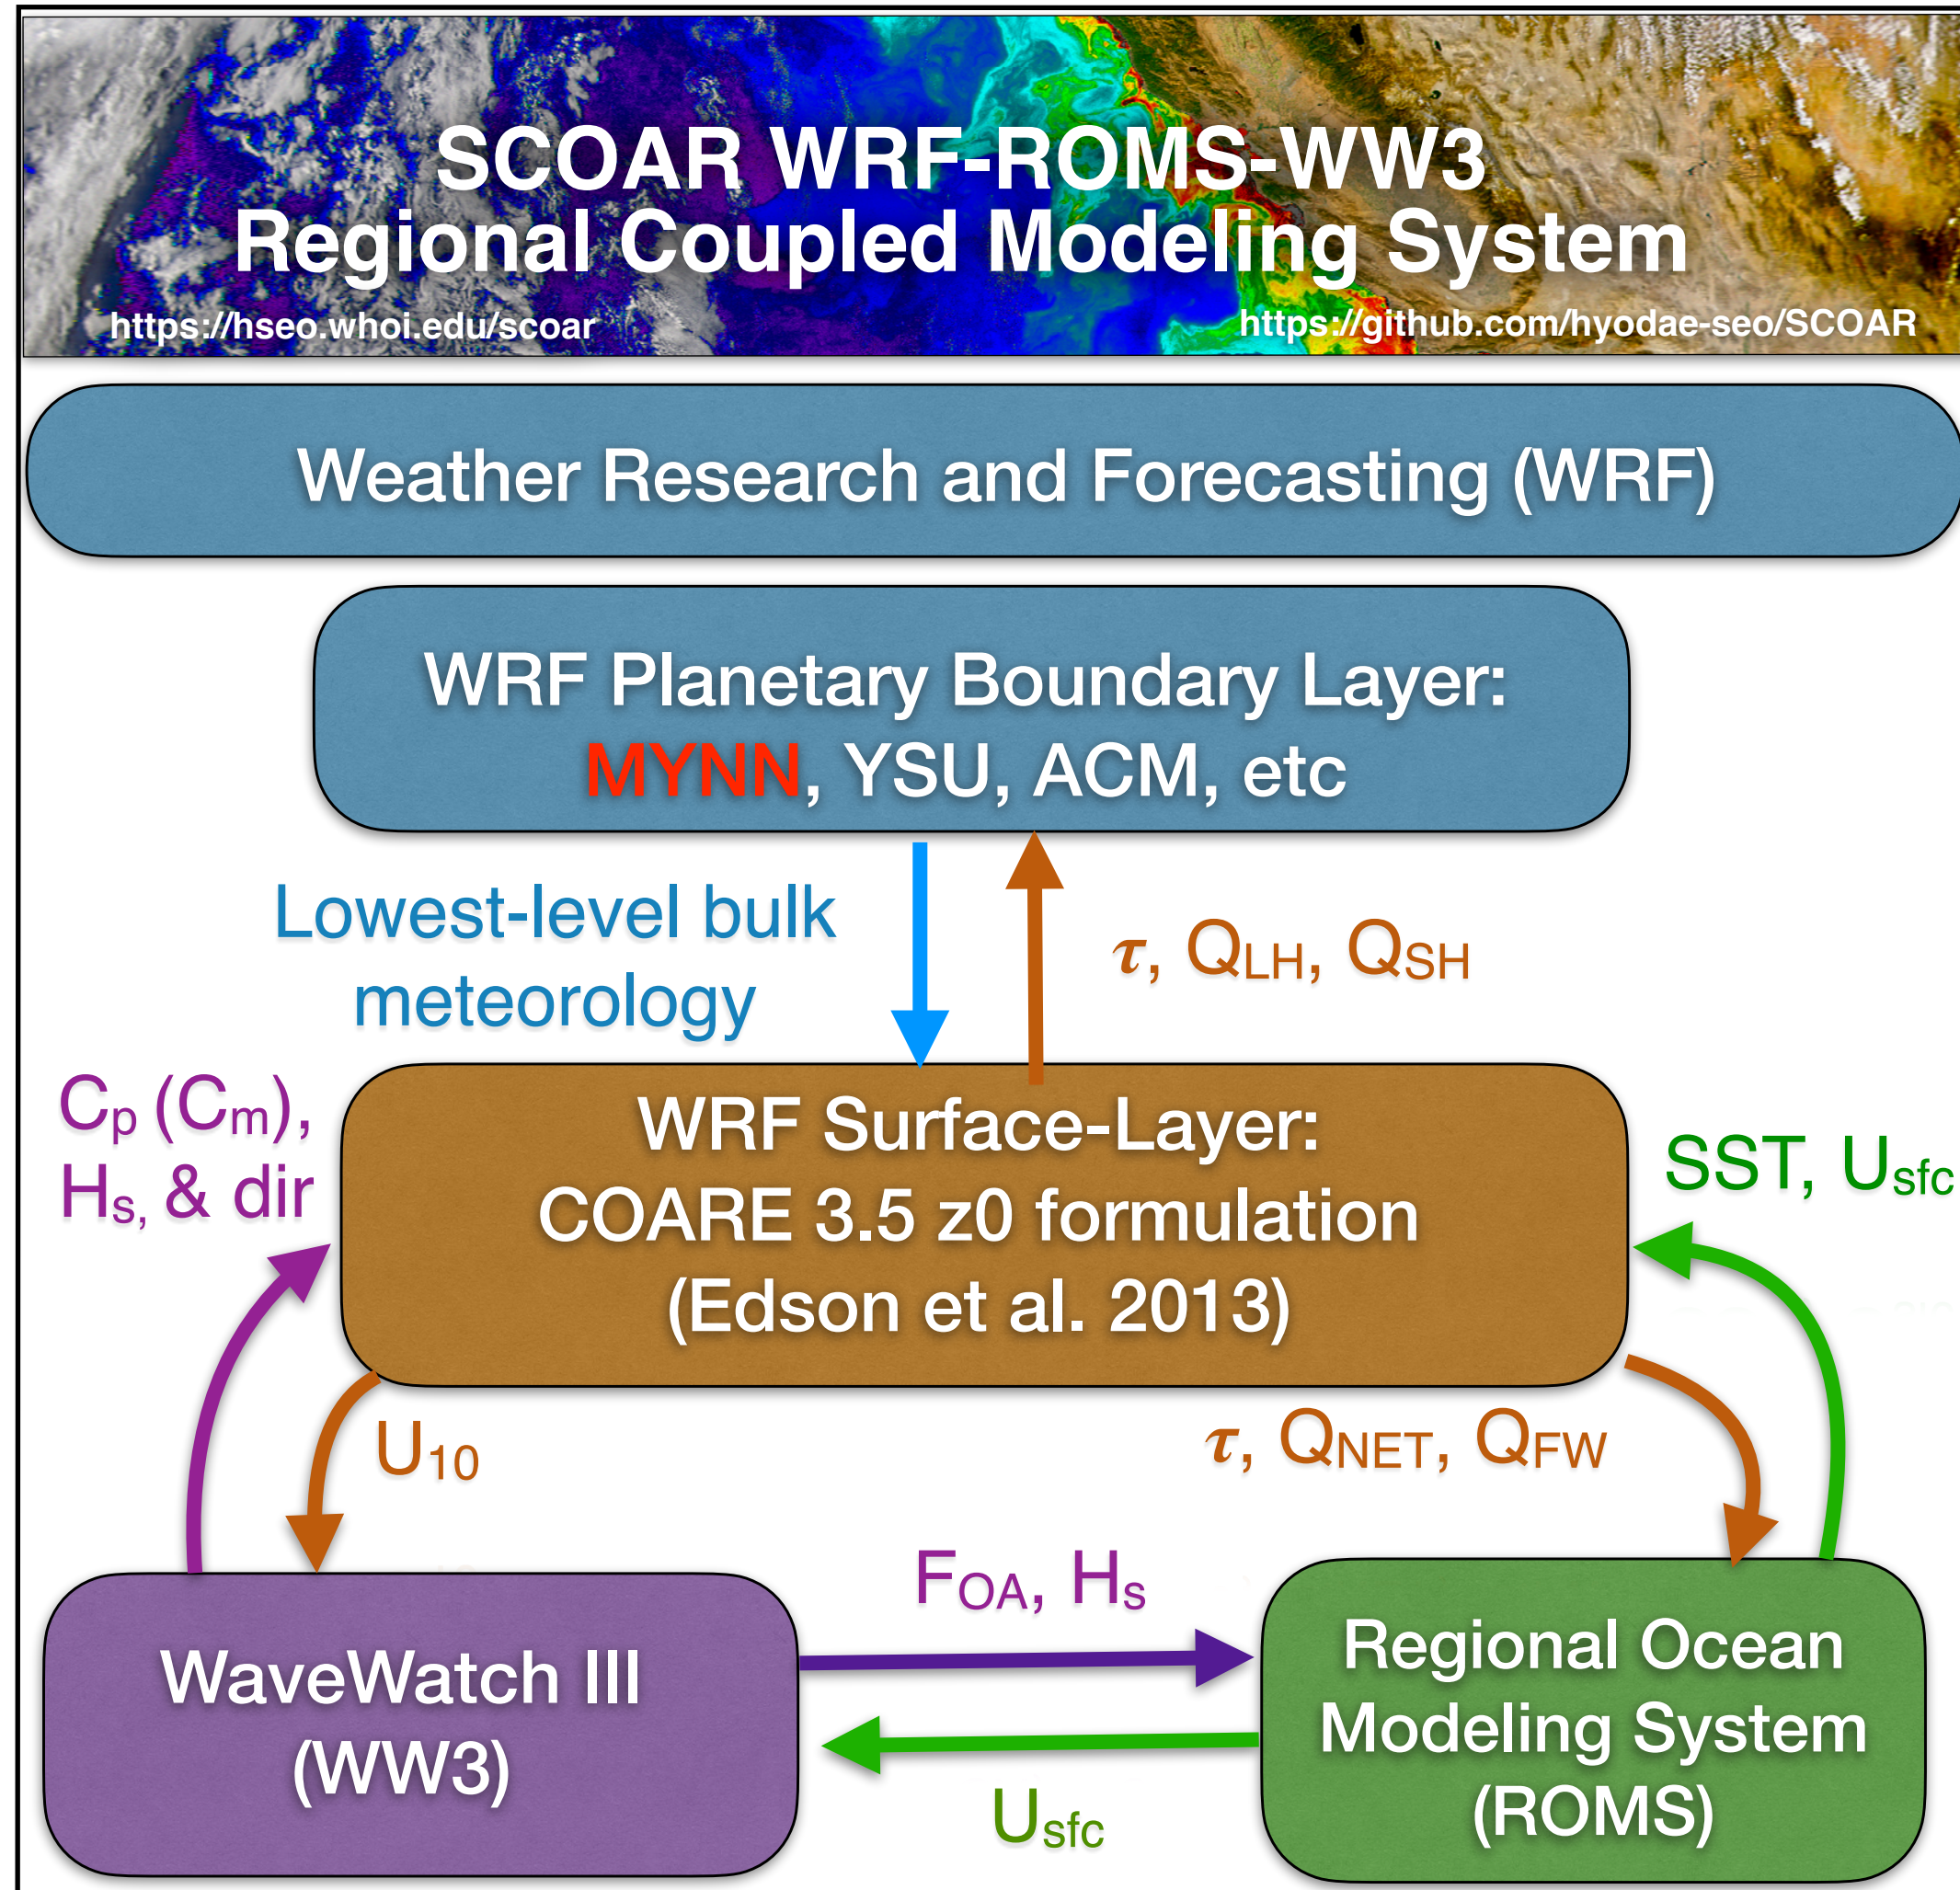 SCOAR WRF-ROMS-WW3
Regional Coupled Modeling System
https://hseo.whoi.edu/scoar
https://github.com/hyodae-seo/SCOAR
Weather Research and Forecasting (WRF)
WRF Planetary Boundary Layer:
MYNN, YSU, ACM, etc
Lowest-level bulk
meteorology
τ, QLH, QSH
Cp (Cm),
Hs, & dir
WRF Surface-Layer:
COARE 3.5 z0 formulation
(Edson et al. 2013)
SST, Usfc
U10
τ, QNET, QFW
FOA, Hs
WaveWatch III
(WW3)
Regional Ocean
Modeling System
(ROMS)
Usfc